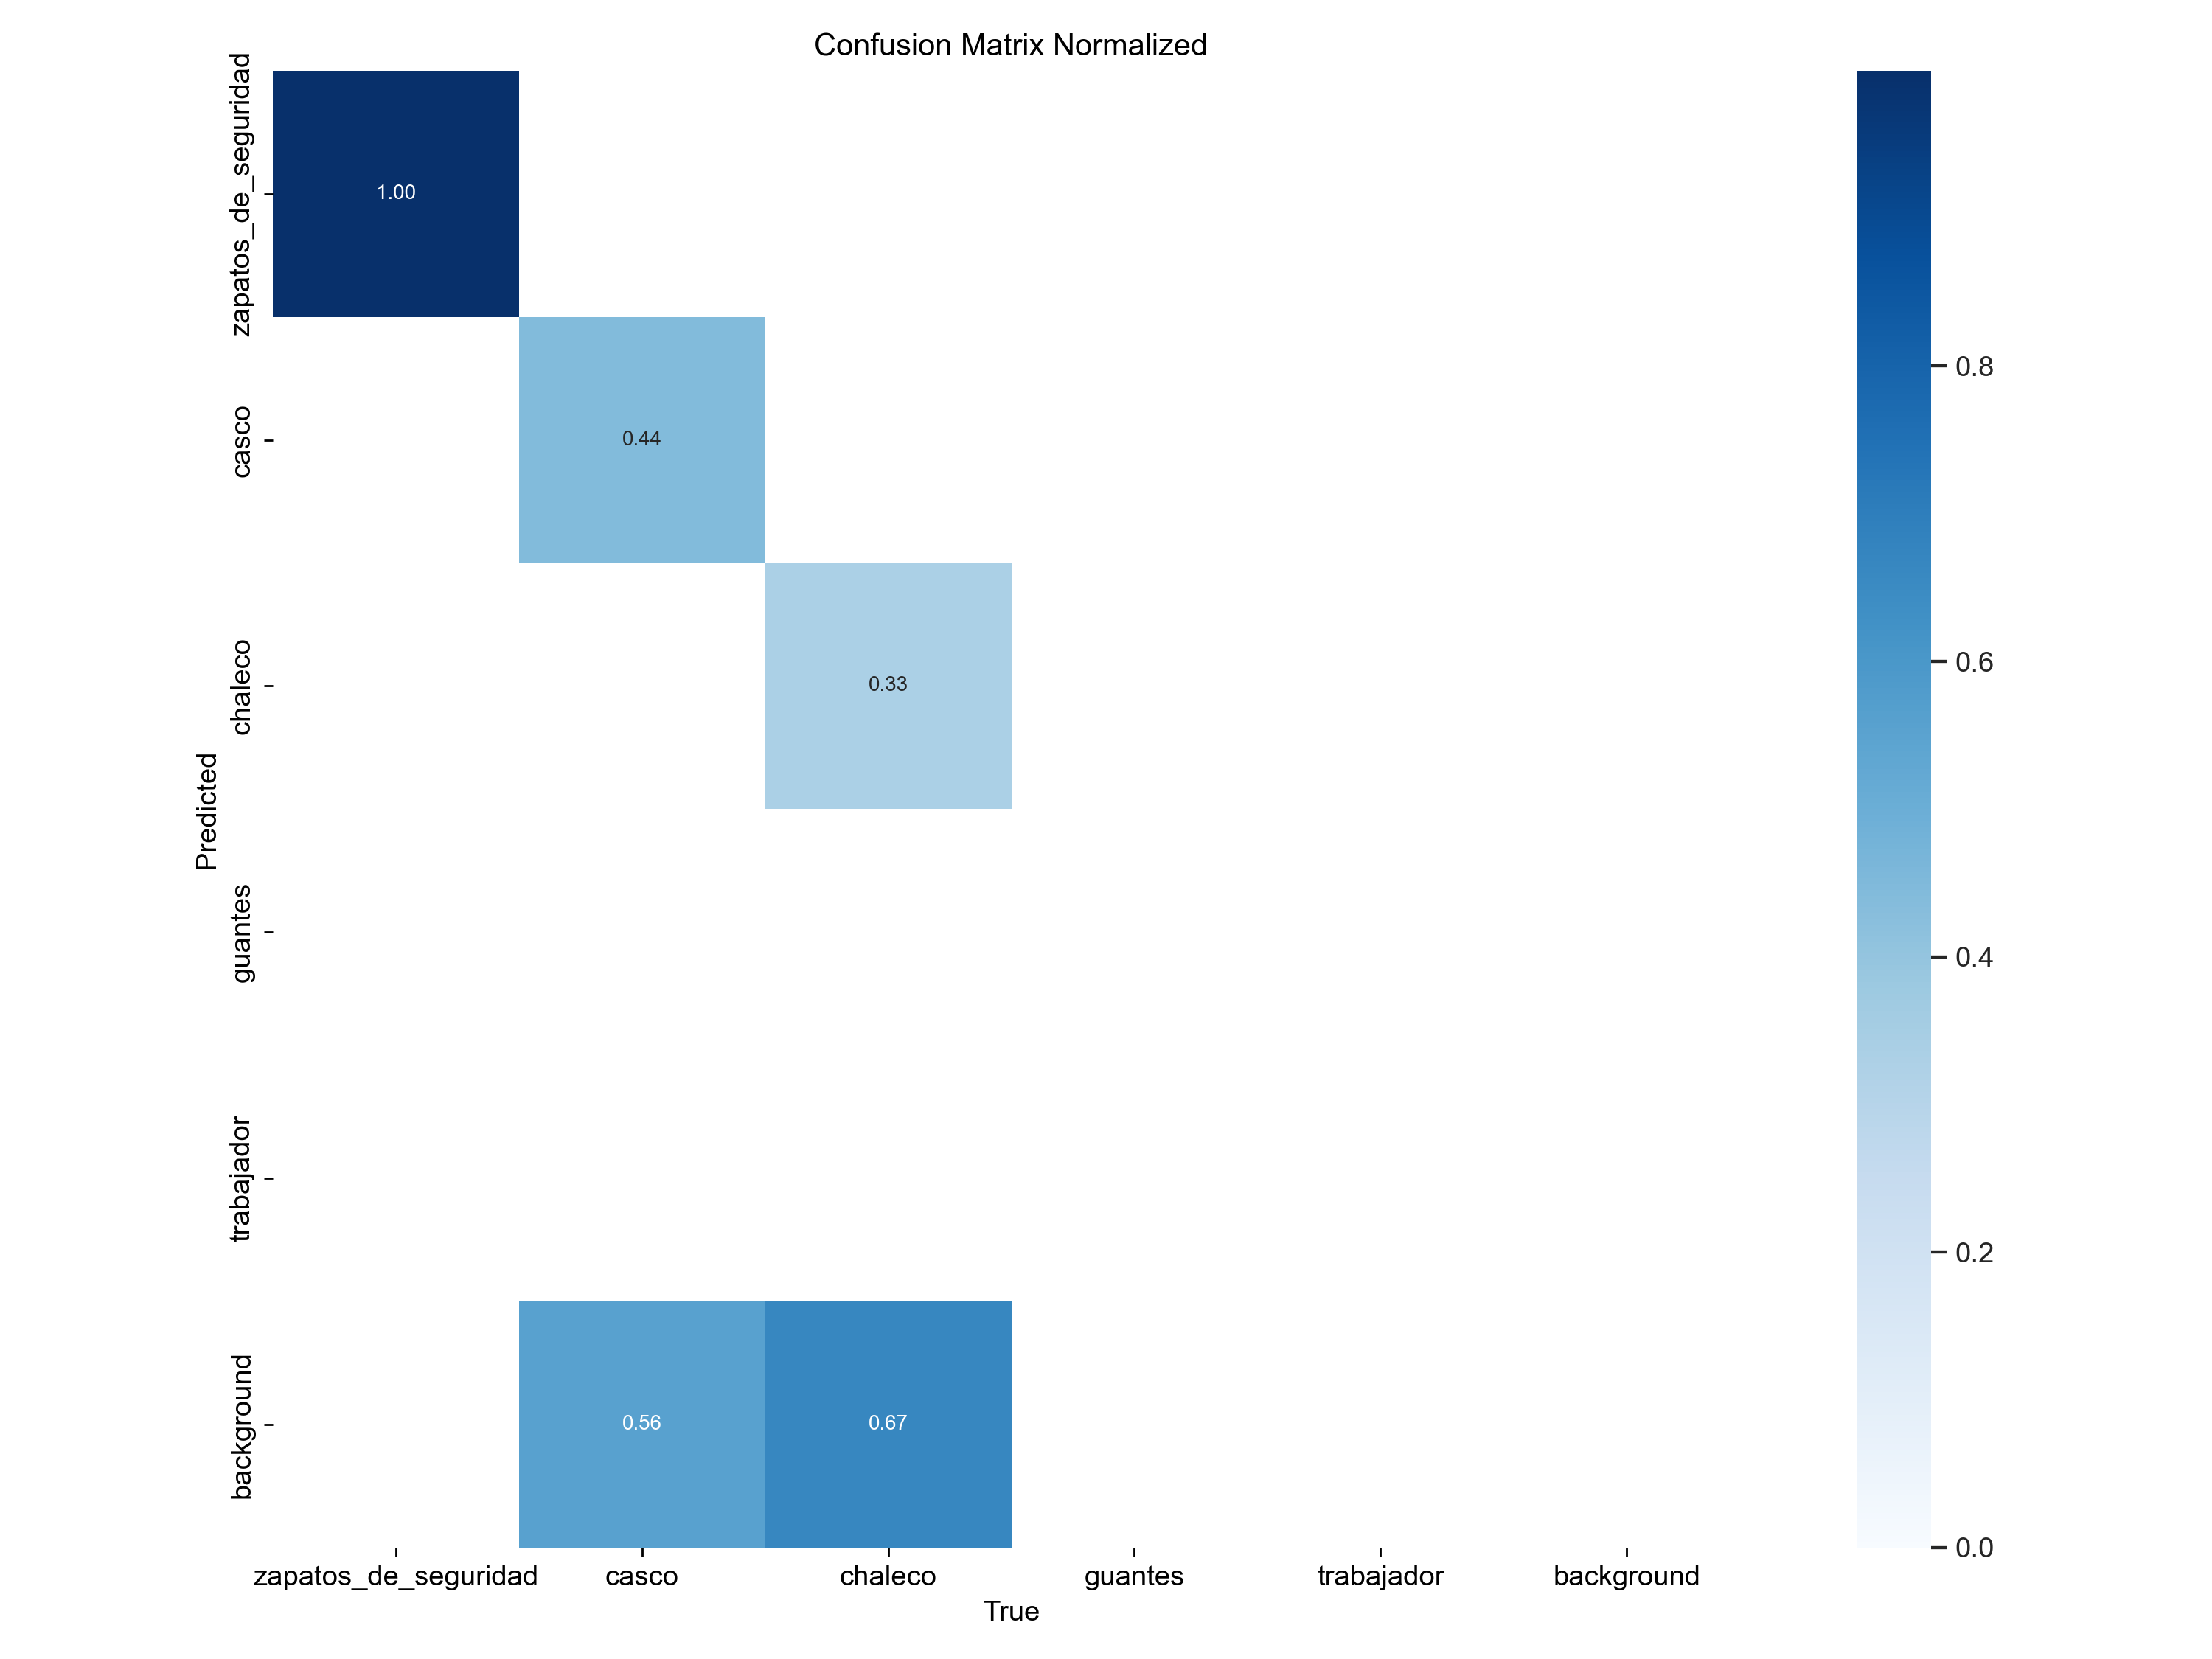 Confusion Matrix Normalized
Predicted
zapatos_de_seguridad
casco
chaleco
guantes
trabajador
background
1.00
0.44
0.33
0.56
0.67
zapatos_de_seguridad
casco
chaleco
guantes
trabajador
background
True
0.8
0.6
0.4
0.2
0.0